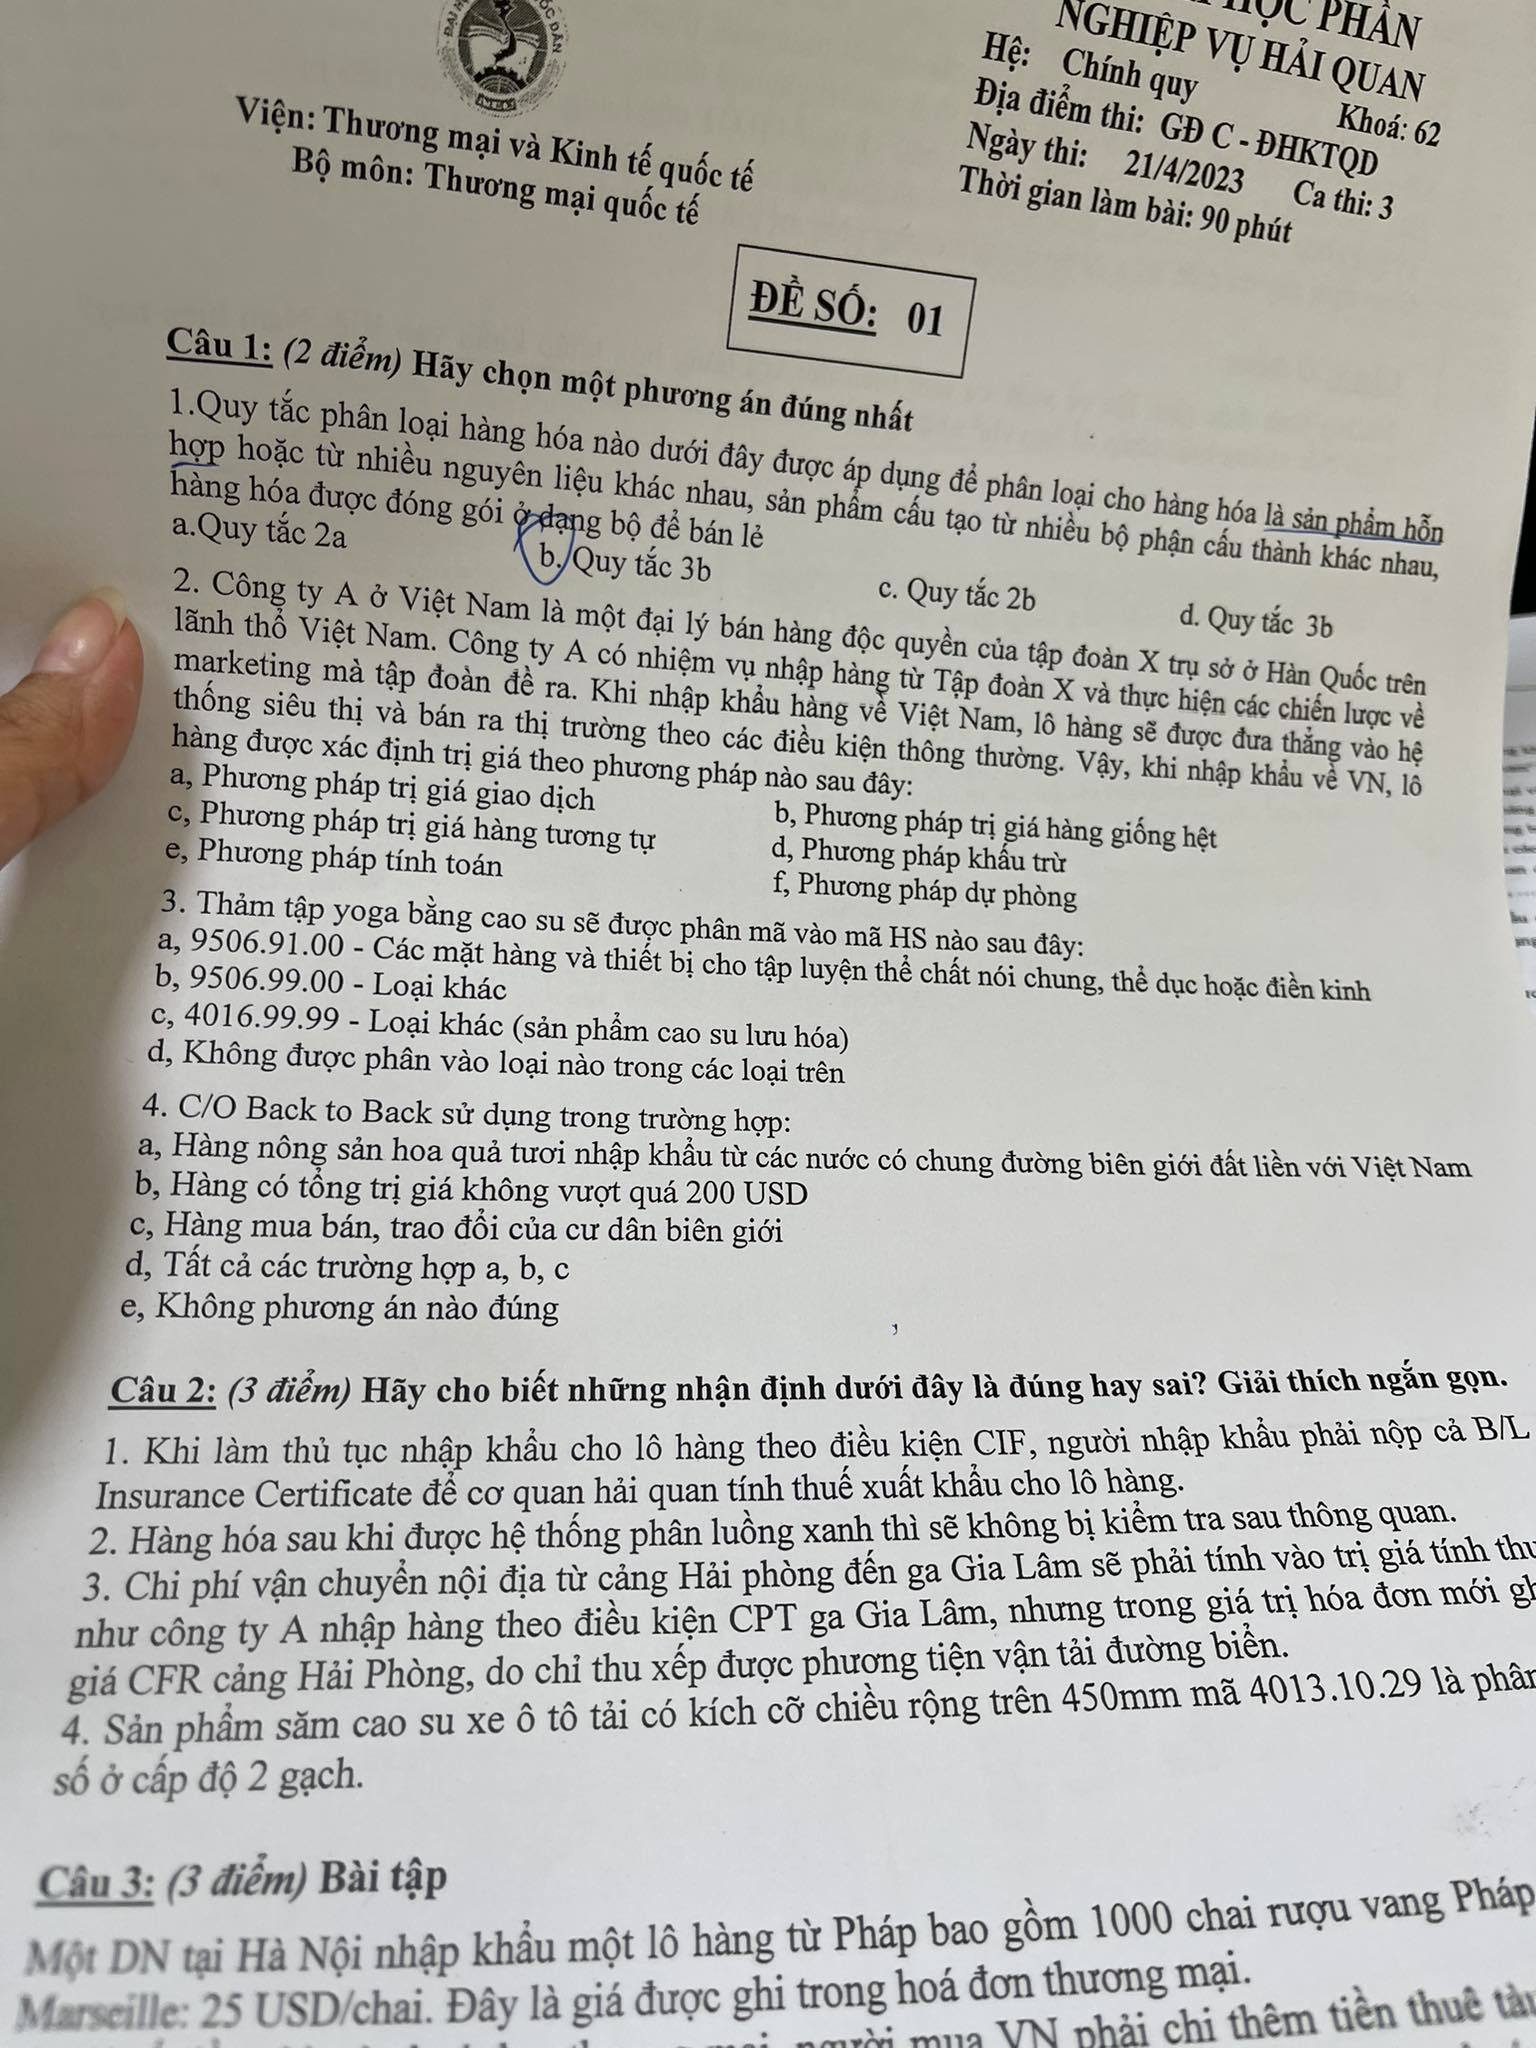 HỌC PHẦN
NGHIỆP VỤ HẢI QUAN
Hệ: Chính quy Khoá: 62
Địa điểm thi: GĐ C - ĐHKTQD
Ngày thi: 21/4/2023 Ca thi: 3
Thời gian làm bài: 90 phút
Viện: Thương mại và Kinh tế quốc tế
Bộ môn: Thương mại quốc tế
ĐỀ SỐ: 01
Câu 1: (2 điểm) Hãy chọn một phương án đúng nhất
1.Quy tắc phân loại hàng hóa nào dưới đây được áp dụng để phân loại cho hàng hóa là sản phẩm hỗn
hợp hoặc từ nhiều nguyên liệu khác nhau, sản phẩm cấu tạo từ nhiều bộ phận cấu thành khác nhau,
hàng hóa được đóng gói ở dạng bộ để bán lẻ
a.Quy tắc 2a b. Quy tắc 3b c. Quy tắc 2b d. Quy tắc 3b
2. Công ty A ở Việt Nam là một đại lý bán hàng độc quyền của tập đoàn X trụ sở ở Hàn Quốc trên
lãnh thổ Việt Nam. Công ty A có nhiệm vụ nhập hàng từ Tập đoàn X và thực hiện các chiến lược về
marketing mà tập đoàn đề ra. Khi nhập khẩu hàng về Việt Nam, lô hàng sẽ được đưa thẳng vào hệ
thống siêu thị và bán ra thị trường theo các điều kiện thông thường. Vậy, khi nhập khẩu về VN, lô
hàng được xác định trị giá theo phương pháp nào sau đây:
a, Phương pháp trị giá giao dịch b, Phương pháp trị giá hàng giống hệt
c, Phương pháp trị giá hàng tương tự d, Phương pháp khấu trừ
e, Phương pháp tính toán f, Phương pháp dự phòng
3. Thảm tập yoga bằng cao su sẽ được phân mã vào mã HS nào sau đây:
a, 9506.91.00 - Các mặt hàng và thiết bị cho tập luyện thể chất nói chung, thể dục hoặc điền kinh
b, 9506.99.00 - Loại khác
c, 4016.99.99 - Loại khác (sản phẩm cao su lưu hóa)
d, Không được phân vào loại nào trong các loại trên
4. C/O Back to Back sử dụng trong trường hợp:
a, Hàng nông sản hoa quả tươi nhập khẩu từ các nước có chung đường biên giới đất liền với Việt Nam
b, Hàng có tổng trị giá không vượt quá 200 USD
c, Hàng mua bán, trao đổi của cư dân biên giới
d, Tất cả các trường hợp a, b, c
e, Không phương án nào đúng
Câu 2: (3 điểm) Hãy cho biết những nhận định dưới đây là đúng hay sai? Giải thích ngắn gọn.
1. Khi làm thủ tục nhập khẩu cho lô hàng theo điều kiện CIF, người nhập khẩu phải nộp cả B/L
Insurance Certificate để cơ quan hải quan tính thuế xuất khẩu cho lô hàng.
2. Hàng hóa sau khi được hệ thống phân luồng xanh thì sẽ không bị kiểm tra sau thông quan.
3. Chi phí vận chuyển nội địa từ cảng Hải phòng đến ga Gia Lâm sẽ phải tính vào trị giá tính
như công ty A nhập hàng theo điều kiện CPT ga Gia Lâm, nhưng trong giá trị hóa đơn mới
giá CFR cảng Hải Phòng, do chỉ thu xếp được phương tiện vận tải đường biển.
4. Sản phẩm săm cao su xe ô tô tải có kích cỡ chiều rộng trên 450mm mã 4013.10.29 là phân
số ở cấp độ 2 gạch.
Câu 3: (3 điểm) Bài tập
Một DN tại Hà Nội nhập khẩu một lô hàng từ Pháp bao gồm 1000 chai rượu vang Pháp
Marseille: 25 USD/chai. Đây là giá được ghi trong hoá đơn thương mại.
người mua VN phải chi thêm tiền thuê